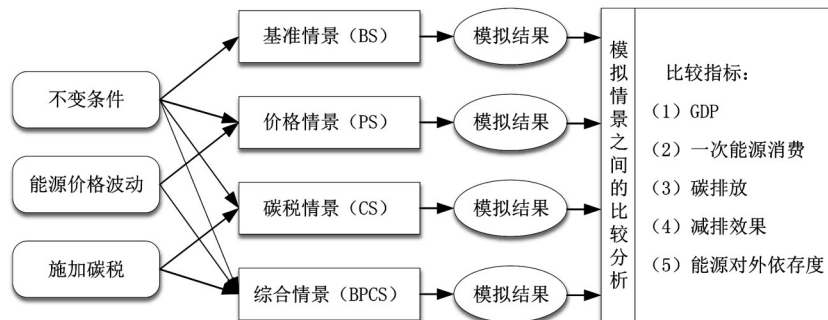 不变条件
能源价格波动
施加碳税
基准情景（BS）
价格情景（PS）
碳税情景（CS）
综合情景（BPCS）
模拟结果
模拟结果
模拟结果
模拟结果
模拟情景之间的比较分析
比较指标：
（1）GDP
（2）一次能源消费
（3）碳排放
（4）减排效果
（5）能源对外依存度